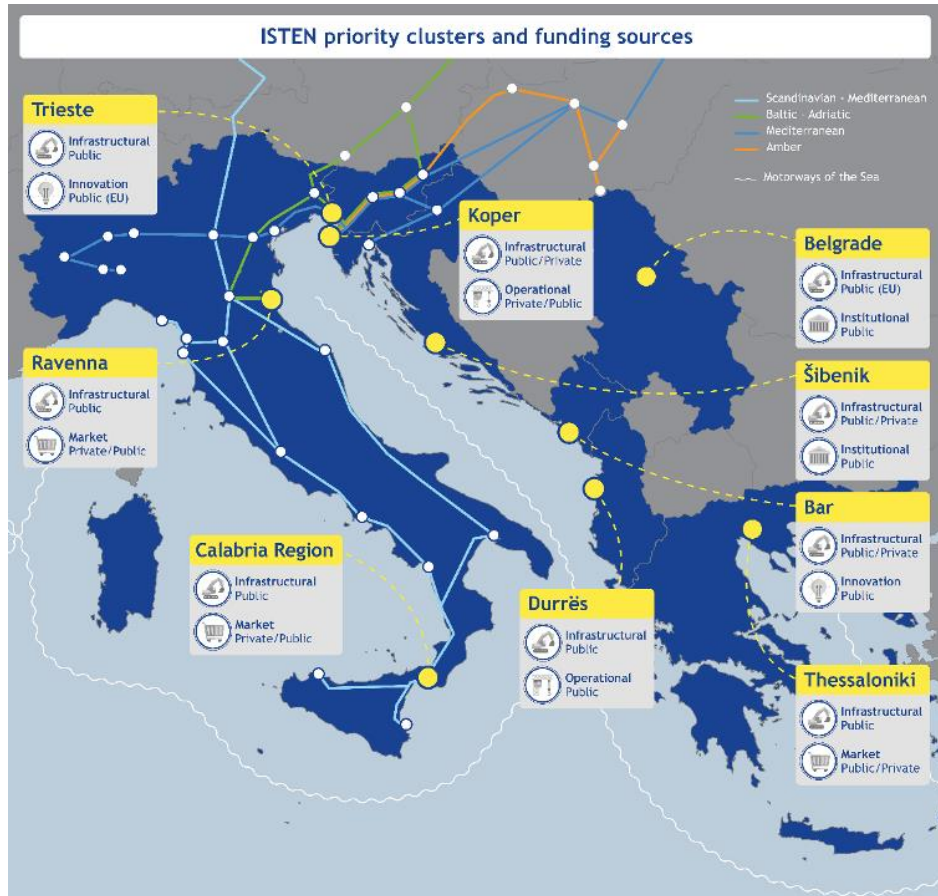 ISTEN priority clusters and funding sources
Scandinavian - Mediterranean
Baltic - Adriatic
Mediterranean
Amber
Motorways of the Sea
Trieste
Infrastructural
Public
Innovation
Public (EU)
Koper
Infrastructural
Public/Private
Operational
Private/Public
Belgrade
Infrastructural
Public (EU)
Institutional
Public
Ravenna
Infrastructural
Public
Market
Private/Public
Šibenik
Infrastructural
Public/Private
Institutional
Public
Bar
Infrastructural
Public/Private
Innovation
Public
Calabria Region
Infrastructural
Public
Market
Private/Public
Durrës
Infrastructural
Public
Operational
Public
Thessaloniki
Infrastructural
Public
Market
Public/Private